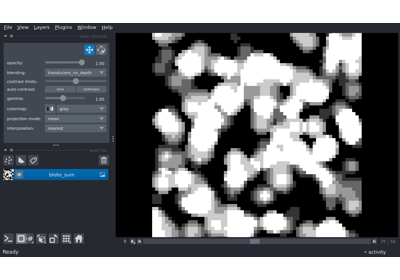 File View Layers Plugins Window Help
opacity: 1.00
blending: translucent_no_depth
contrast limits:
auto-contrast: once continuous
gamma: 1.00
colormap: gray
projection mode: mean
interpolation: nearest
blobs_sum
Ready
activity